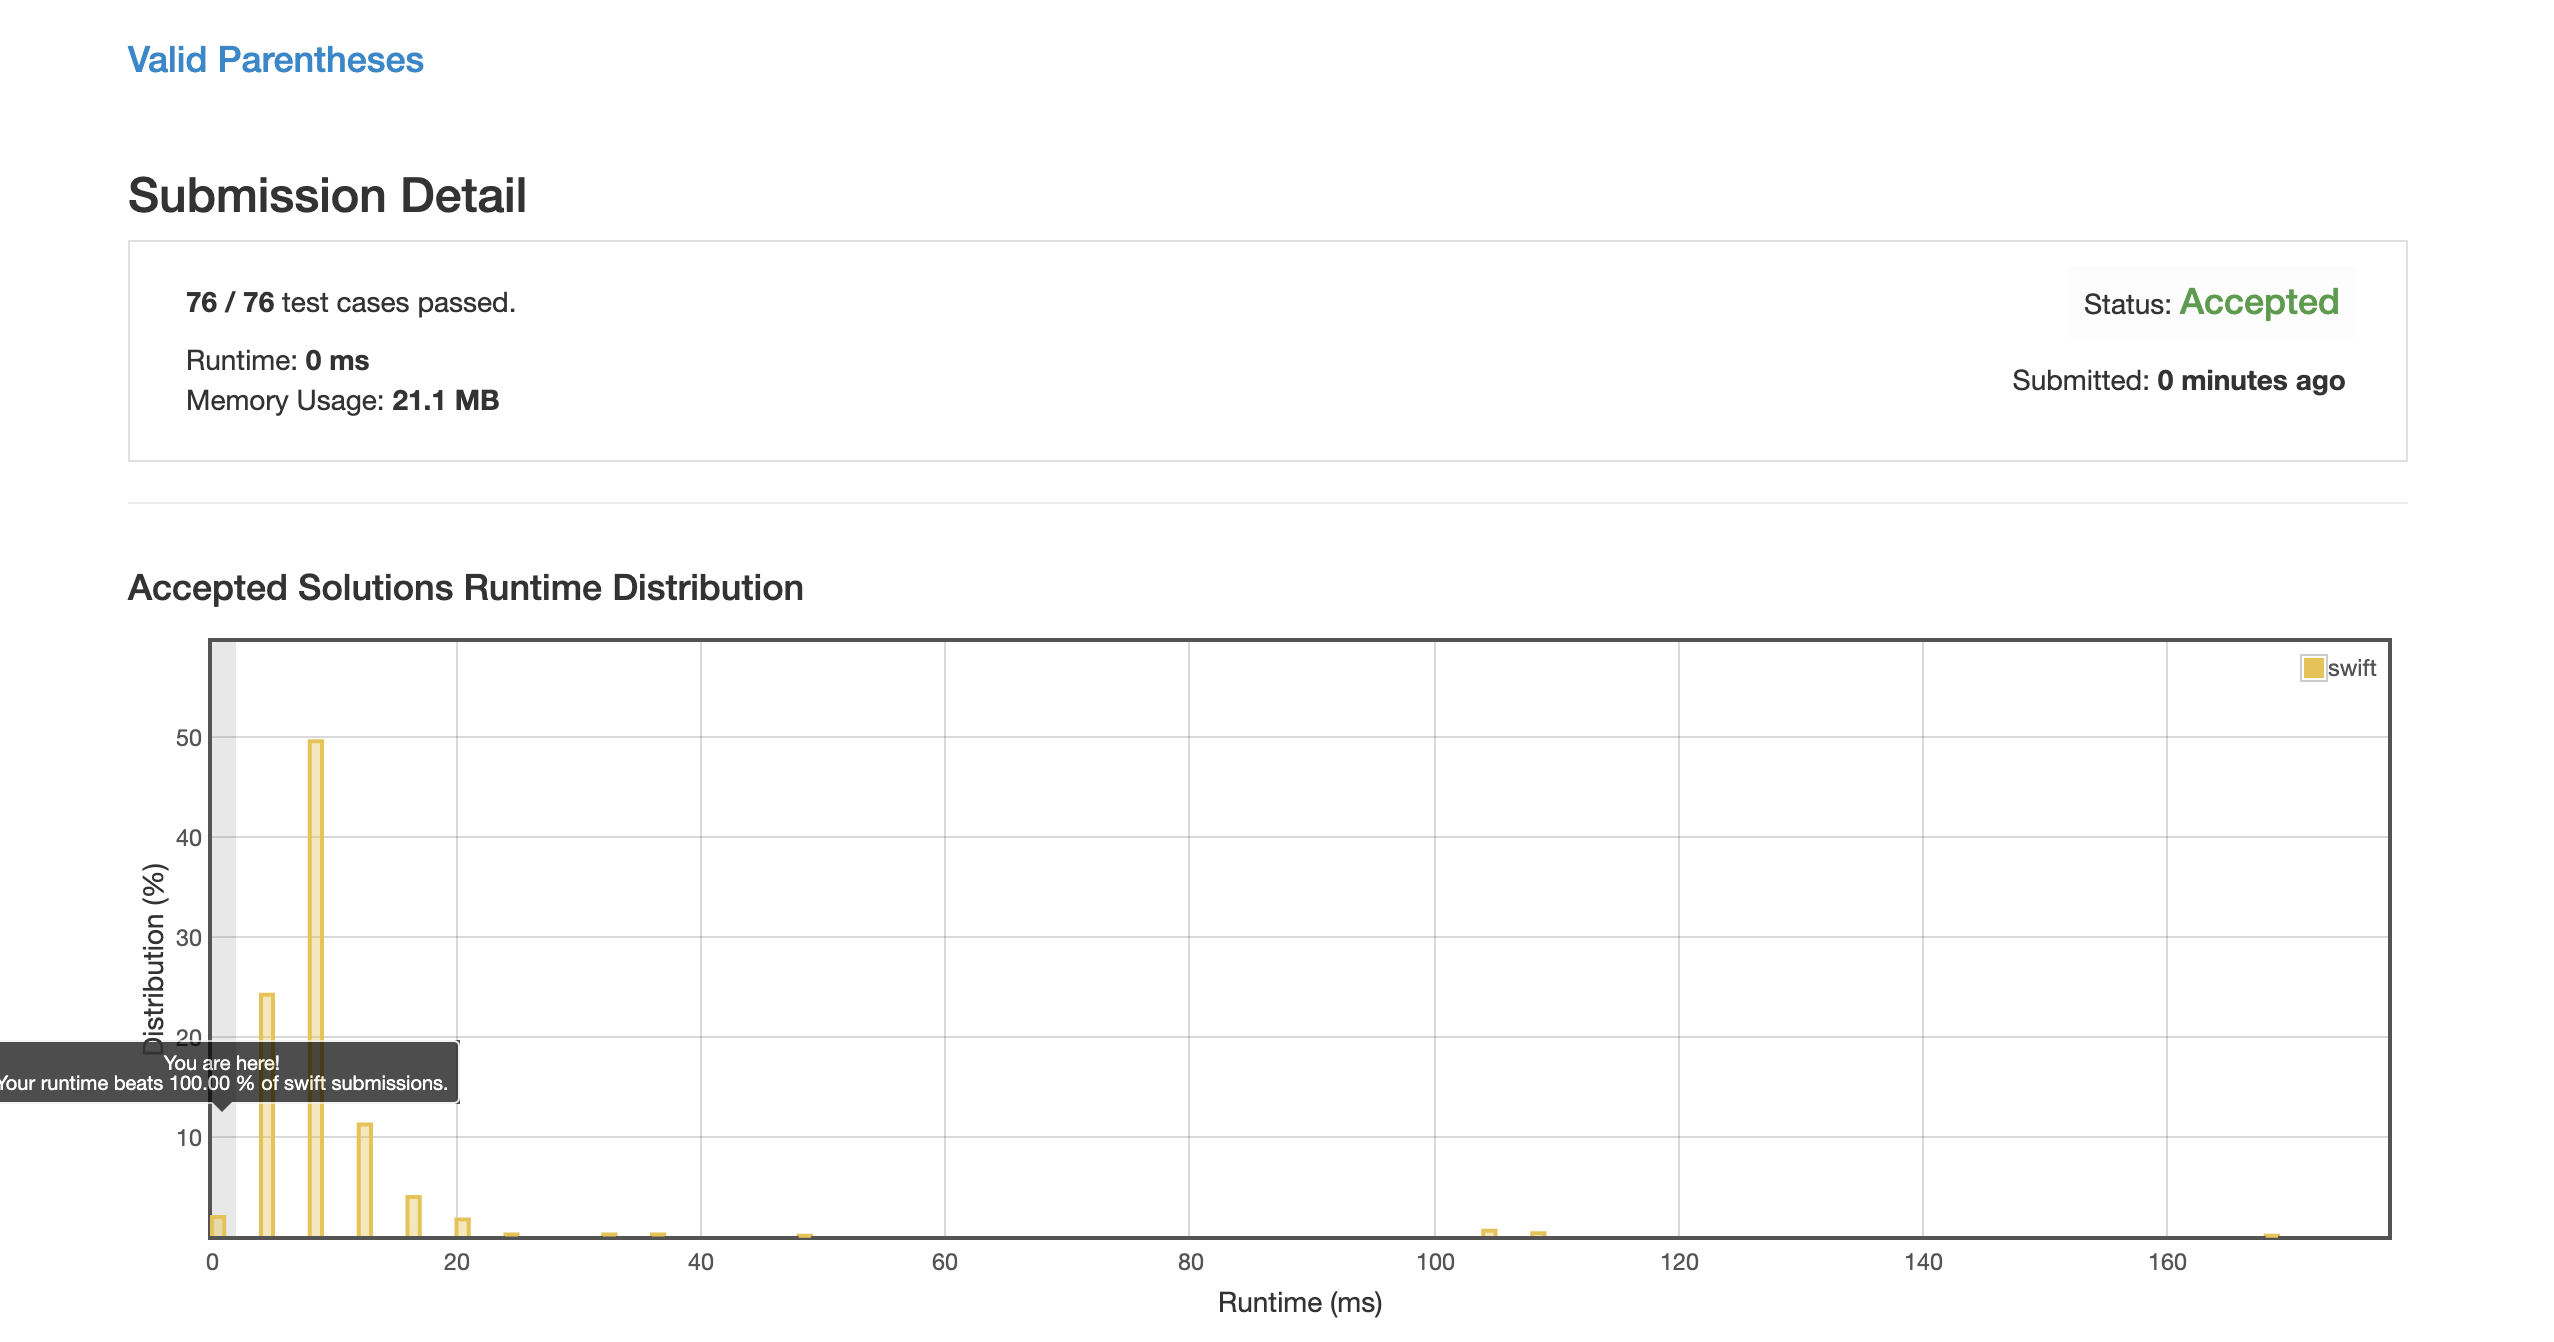 Valid Parentheses
Submission Detail
76 / 76 test cases passed.
Status: Accepted
Runtime: 0 ms
Submitted: 0 minutes ago
Memory Usage: 21.1 MB
Accepted Solutions Runtime Distribution
swift
50
40
30
20
10
Distribution (%)
You are here!
Your runtime beats 100.00 % of swift submissions.
0 20 40 60 80 100 120 140 160
Runtime (ms)